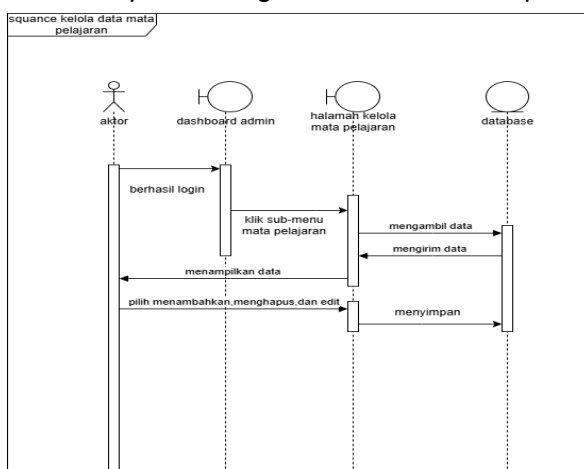 squance kelola data mata
pelajaran
aktor
dashboard admin
halaman kelola
mata pelajaran
database
berhasil login
klik sub-menu
mata pelajaran
mengambil data
mengirim data
menampilkan data
pilih menambahkan,menghapus,dan edit
menyimpan